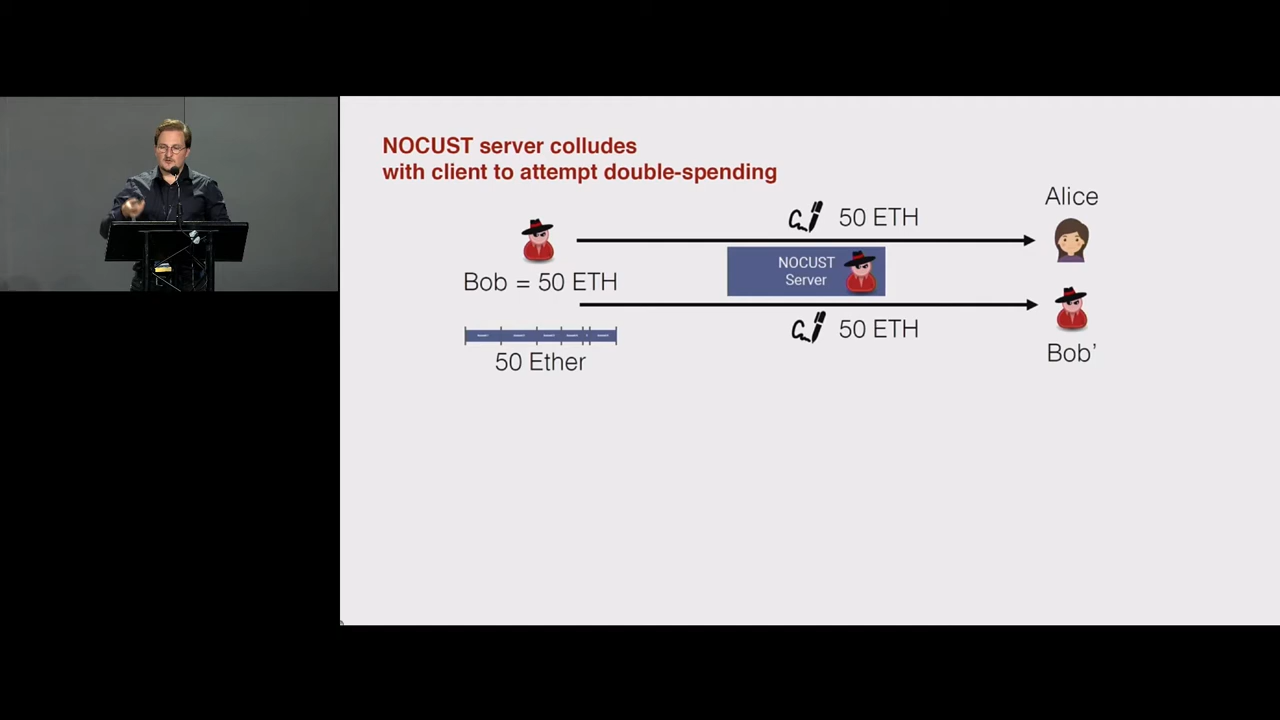 NOCUST server colludes
with client to attempt double-spending
Alice
50 ETH
NOCUST
Server
Bob = 50 ETH
50 ETH
Bob’
50 Ether